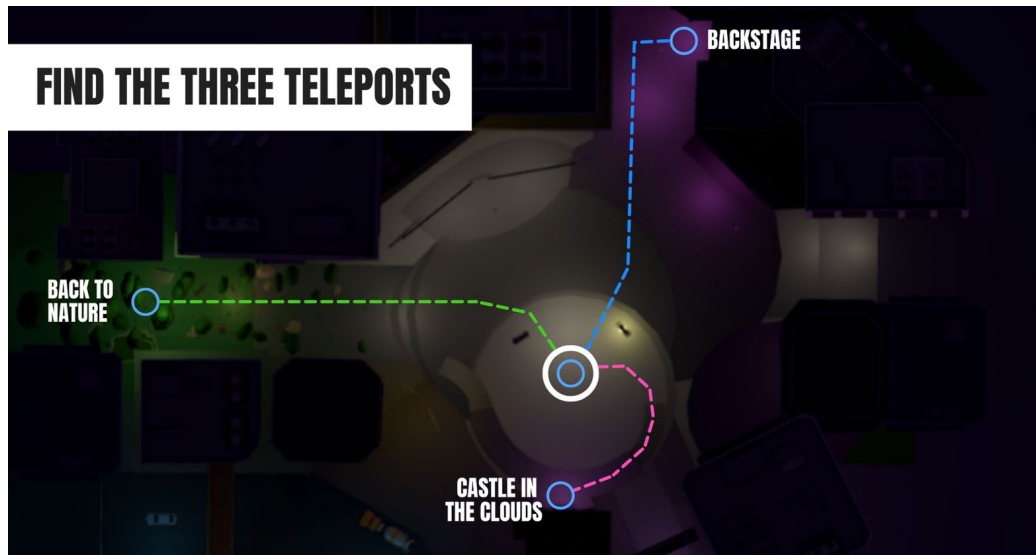 BACKSTAGE
FIND THE THREE TELEPORTS
BACK TO
NATURE
CASTLE IN
THE CLOUDS